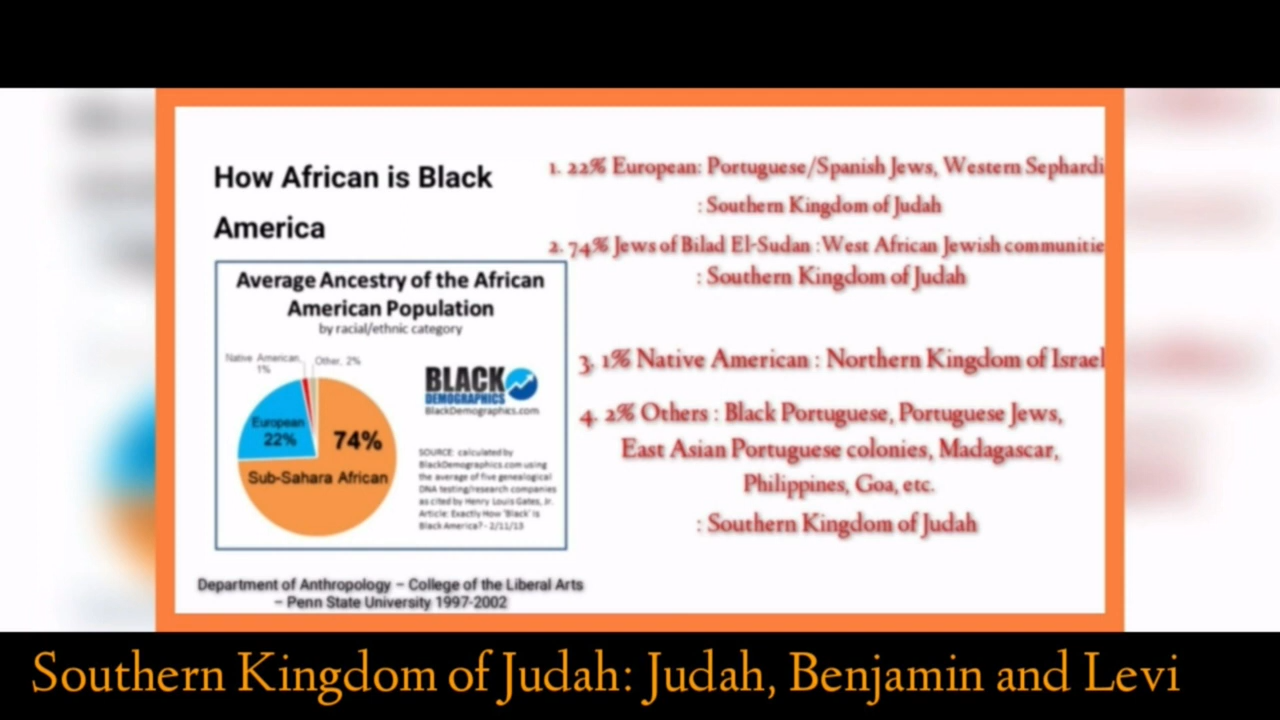 How African is Black
America
Average Ancestry of the African
American Population
by racial/ethnic category
Native American,
1%
Other, 2%
European
22%
74%
Sub-Sahara African
BLACK
DEMOGRAPHICS
BlackDemographics.com
SOURCE: calculated by
BlackDemographics.com using
the average of five genealogical
DNA testing/research companies
as cited by Henry Louis Gates, Jr.
Article: Exactly How 'Black' is
Black America? - 2/11/13
Department of Anthropology – College of the Liberal Arts
– Penn State University 1997-2002
1. 22% European: Portuguese/Spanish Jews, Western Sephardi
: Southern Kingdom of Judah
2. 74% Jews of Bilad El-Sudan :West African Jewish communitie
: Southern Kingdom of Judah
3. 1% Native American : Northern Kingdom of Israel
4. 2% Others : Black Portuguese, Portuguese Jews,
East Asian Portuguese colonies, Madagascar,
Philippines, Goa, etc.
: Southern Kingdom of Judah
Southern Kingdom of Judah: Judah, Benjamin and Levi